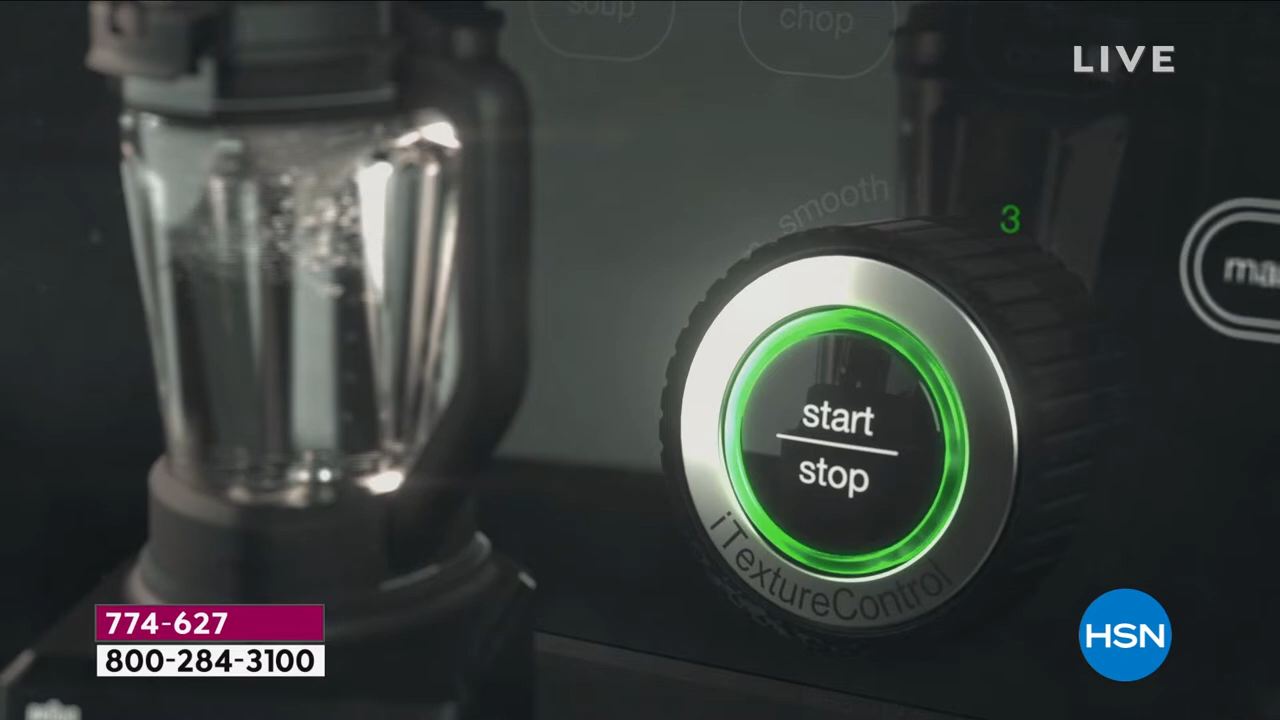 soup
chop
LIVE
smooth
3
start
stop
iTextureControl
774-627
800-284-3100
HSN